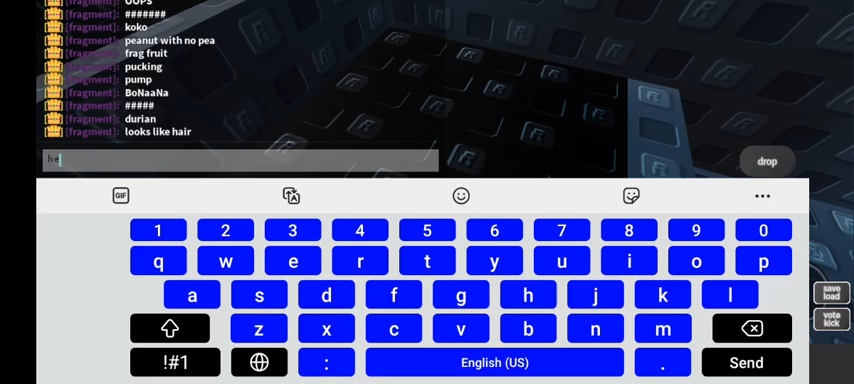 [fragment]: OOPS
[fragment]: #######
[fragment]: koko
[fragment]: peanut with no pea
[fragment]: frag fruit
[fragment]: pucking
[fragment]: pump
[fragment]: BoNaaNa
[fragment]: #####
[fragment]: durian
[fragment]: looks like hair
he
drop
GIF
1 2 3 4 5 6 7 8 9 0
q w e r t y u i o p
a s d f g h j k l
save
load
z x c v b n m
vote
kick
!#1 : English (US) . Send